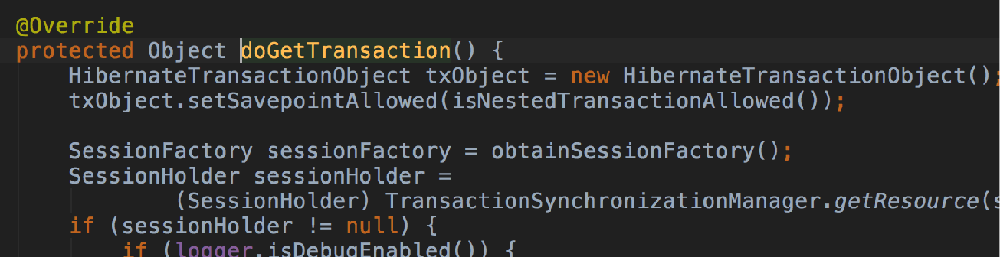 @Override
protected Object doGetTransaction() {
HibernateTransactionObject txObject = new HibernateTransactionObject();
txObject.setSavepointAllowed(isNestedTransactionAllowed());
SessionFactory sessionFactory = obtainSessionFactory();
SessionHolder sessionHolder =
(SessionHolder) TransactionSynchronizationManager.getResource(s
if (sessionHolder != null) {
if (logger.isDebugEnabled()) {